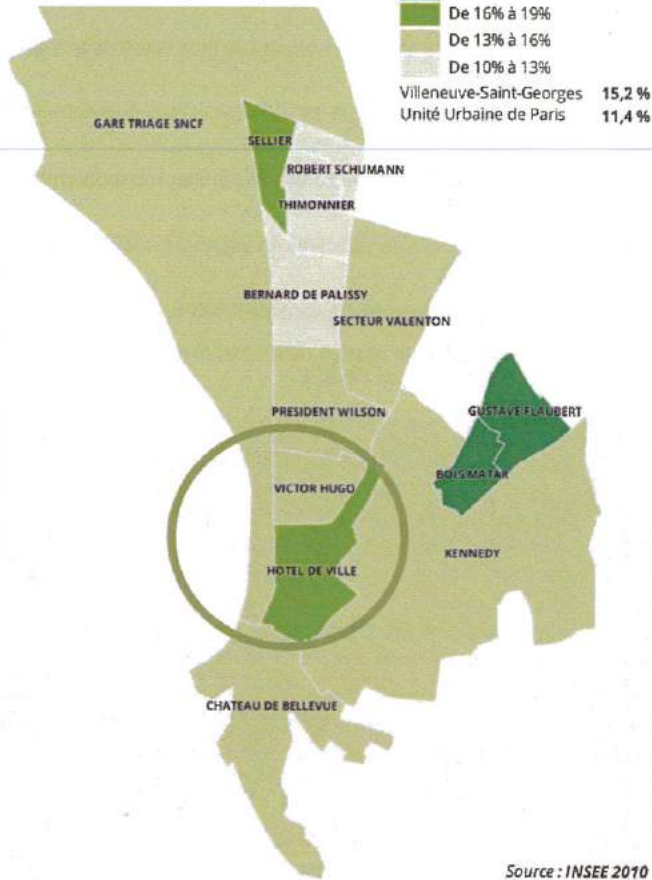 De 16% à 19%
De 13% à 16%
De 10% à 13%
Villeneuve-Saint-Georges 15,2 %
Unité Urbaine de Paris 11,4 %
GARE TRIAGE SNCF
SELLIER
ROBERT SCHUMANN
THIMONNIER
BERNARD DE PALISSY
SECTEUR VALENTON
PRESIDENT WILSON
GUSTAVE FLAUBERT
BOIS MATAR
VICTOR HUGO
KENNEDY
HOTEL DE VILLE
CHATEAU DE BELLEVUE
Source : INSEE 2010